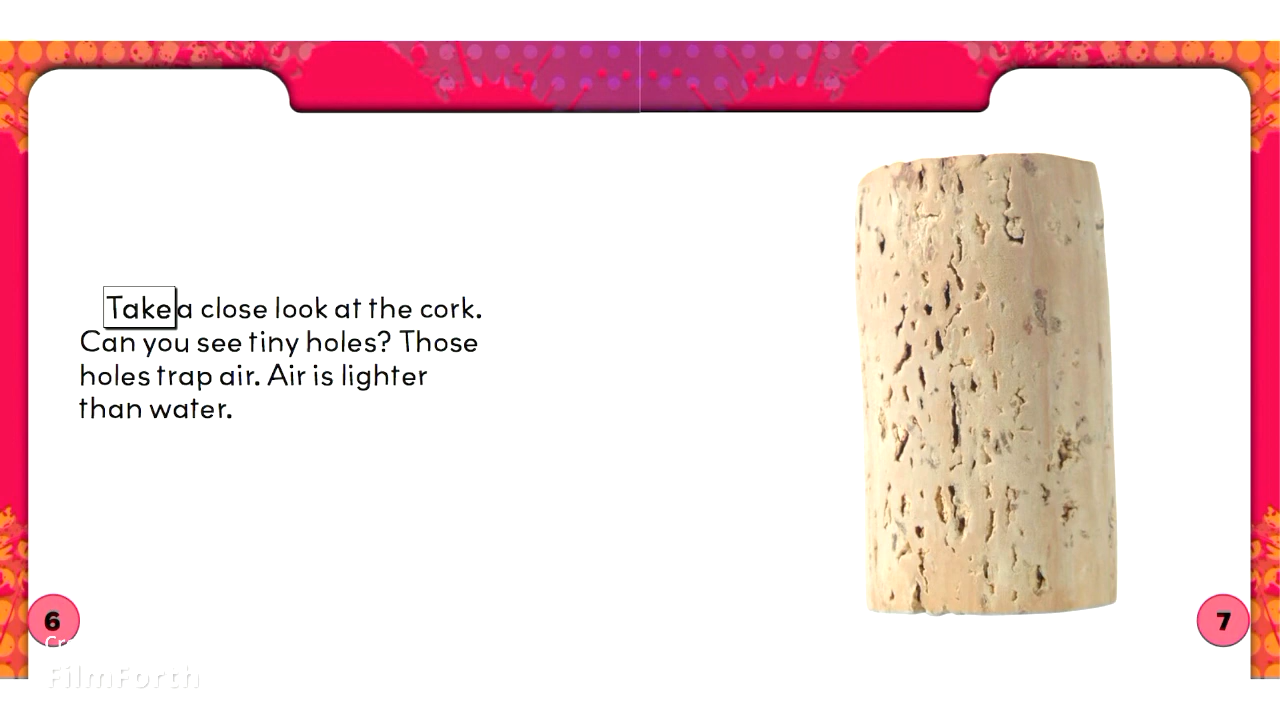 Take a close look at the cork.
Can you see tiny holes? Those
holes trap air. Air is lighter
than water.
6
7
FilmForth